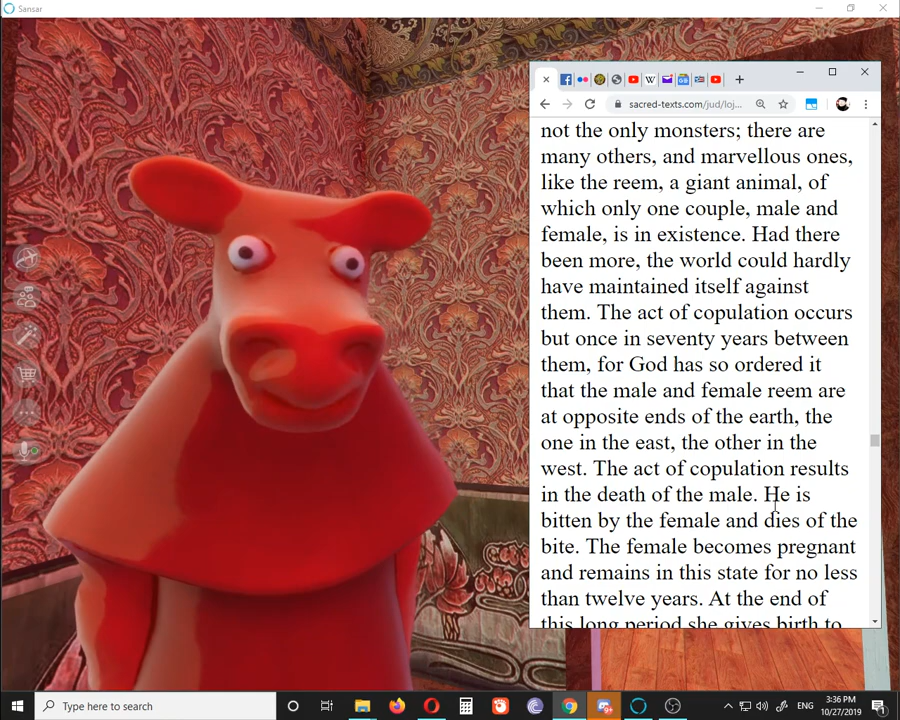 Sansar
sacred-texts.com/jud/loj...
not the only monsters; there are
many others, and marvellous ones,
like the reem, a giant animal, of
which only one couple, male and
female, is in existence. Had there
been more, the world could hardly
have maintained itself against
them. The act of copulation occurs
but once in seventy years between
them, for God has so ordered it
that the male and female reem are
at opposite ends of the earth, the
one in the east, the other in the
west. The act of copulation results
in the death of the male. He is
bitten by the female and dies of the
bite. The female becomes pregnant
and remains in this state for no less
than twelve years. At the end of
this long period she gives birth to
Type here to search
ENG
3:36 PM
10/27/2019